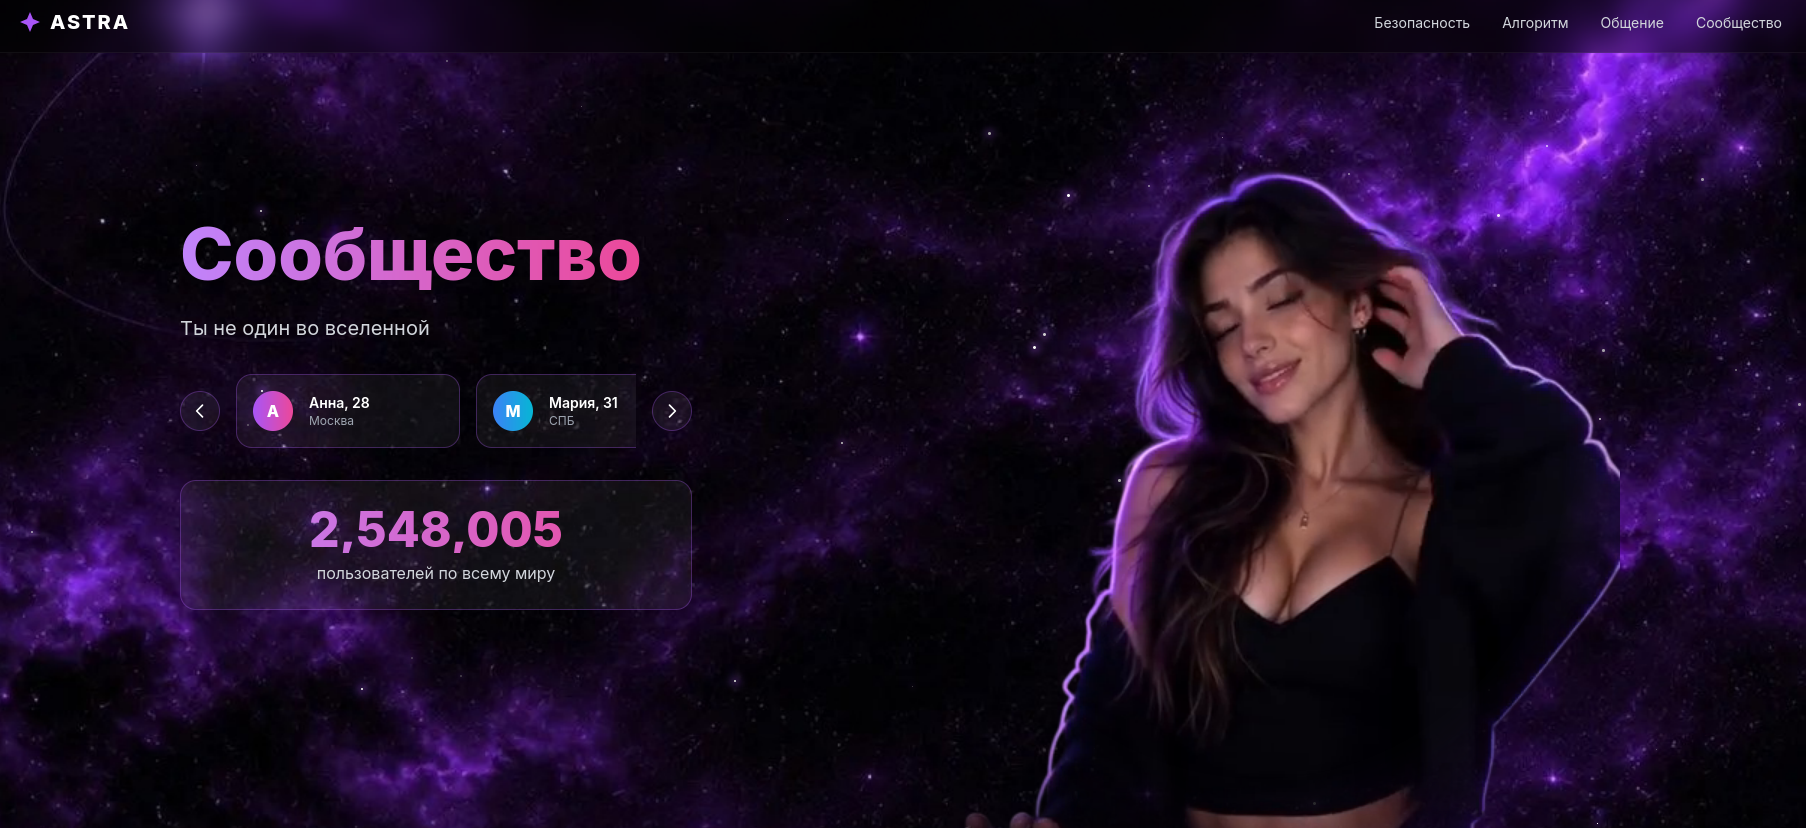 ASTRA
Безопасность
Алгоритм
Общение
Сообщество
Сообщество
Ты не один во вселенной
А
Анна, 28
Москва
М
Мария, 31
СПБ
2,548,005
пользователей по всему миру